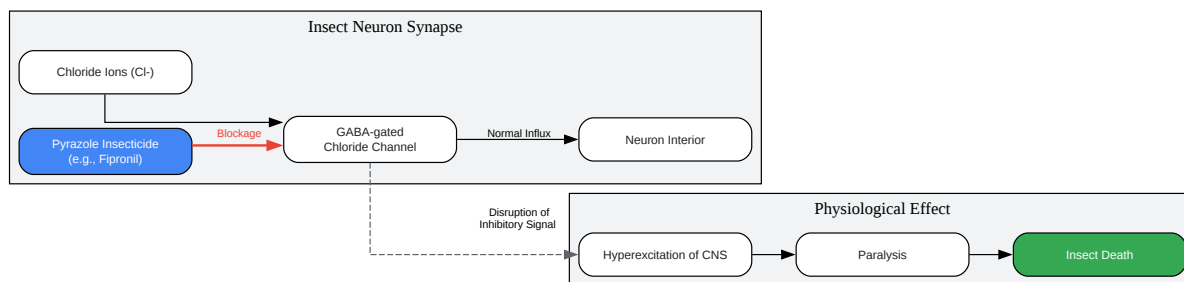 Insect Neuron Synapse
Chloride Ions (Cl-)
Pyrazole Insecticide
(e.g., Fipronil)
Blockage
GABA-gated
Chloride Channel
Normal Influx
Neuron Interior
Disruption of
Inhibitory Signal
Physiological Effect
Hyperexcitation of CNS
Paralysis
Insect Death